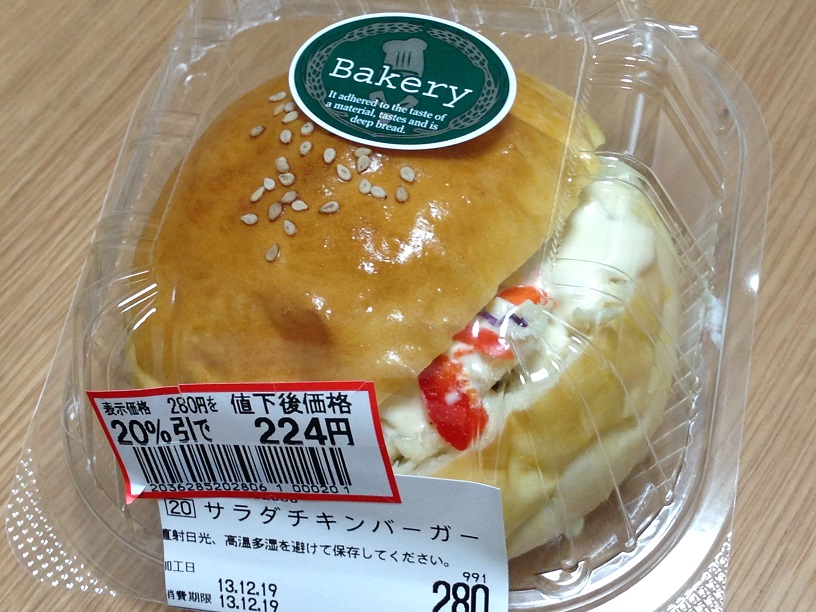 Bakery
It adhered to the taste of
a material, tastes and is
deep bread.
表示価格 280円を 値下後価格
20%引で 224円
2036285202806 1 000201
20 サラダチキンバーガー
直射日光、高温多湿を避けて保存してください。
加工日 13.12.19
消費期限 13.12.19
991
280